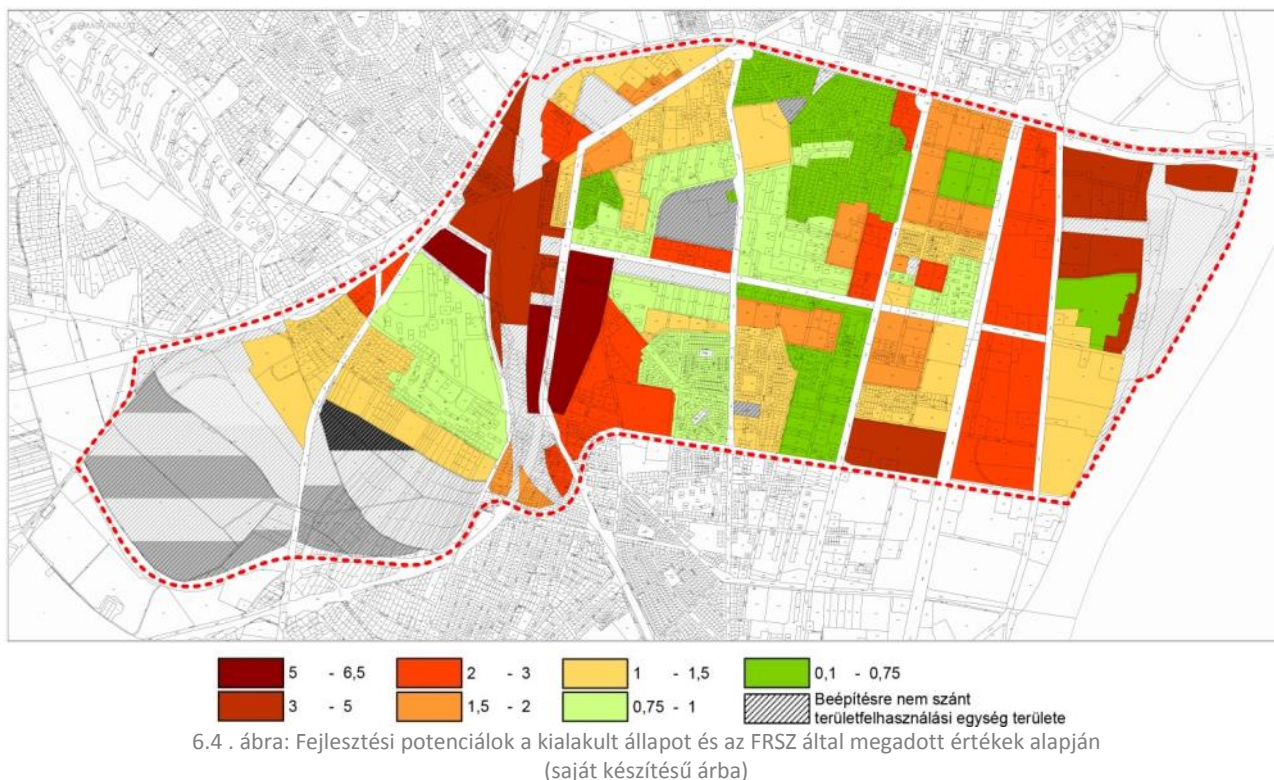 5 - 6,5
2 - 3
1 - 1,5
0,1 - 0,75
3 - 5
1,5 - 2
0,75 - 1
Beépítésre nem szánt
területfelhasználási egység területe
6.4 . ábra: Fejlesztési potenciálok a kialakult állapot és az FRSZ által megadott értékek alapján
(saját készítésű árba)